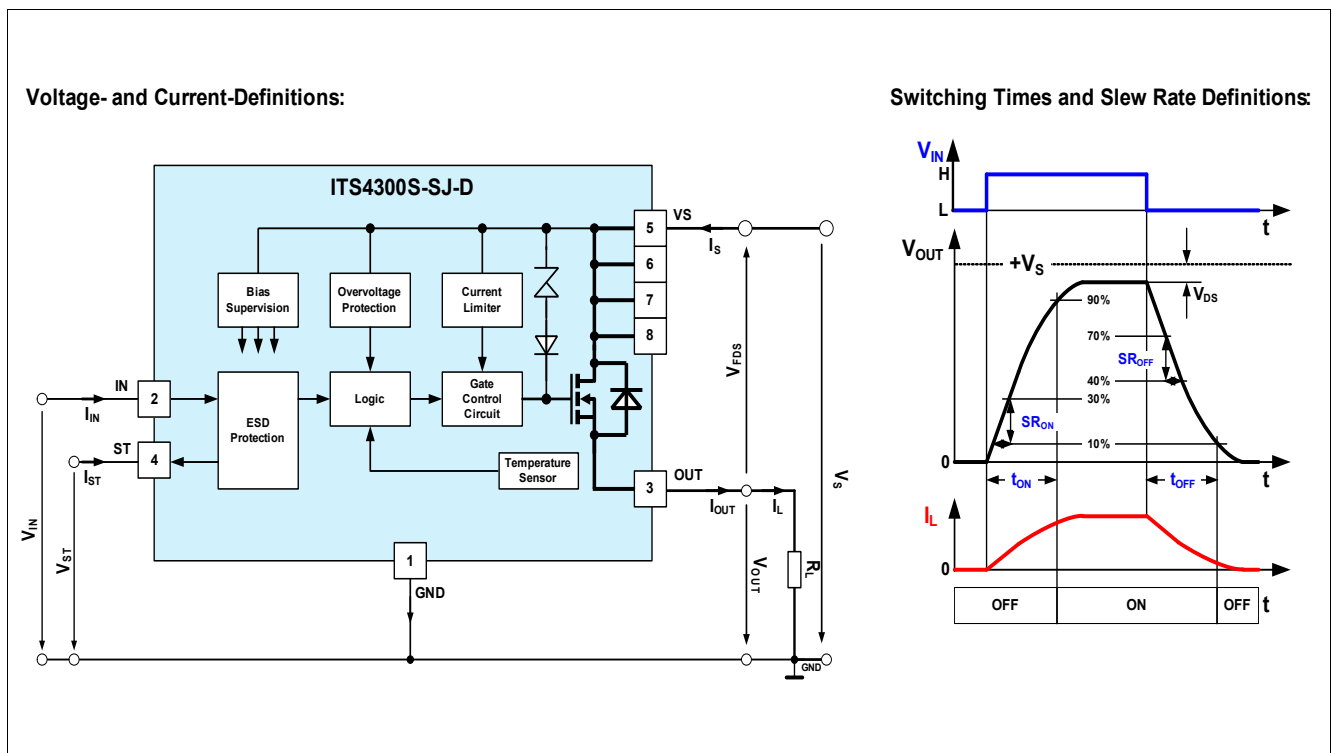 Voltage- and Current-Definitions:
Switching Times and Slew Rate Definitions:
ITS4300S-SJ-D
VS
5
IS
6
7
8
Bias
Supervision
Overvoltage
Protection
Current
Limiter
VFDS
IN
2
IIN
ESD
Protection
Logic
Gate
Control
Circuit
ST
4
IST
Temperature
Sensor
OUT
3
IOUT
IL
VS
VIN
VST
VOUT
RL
1
GND
GND
VIN
H
L
t
VOUT
+VS
VDS
90%
70%
SROFF
40%
30%
SRON
10%
0
tON
tOFF
t
IL
0
OFF
ON
OFF
t